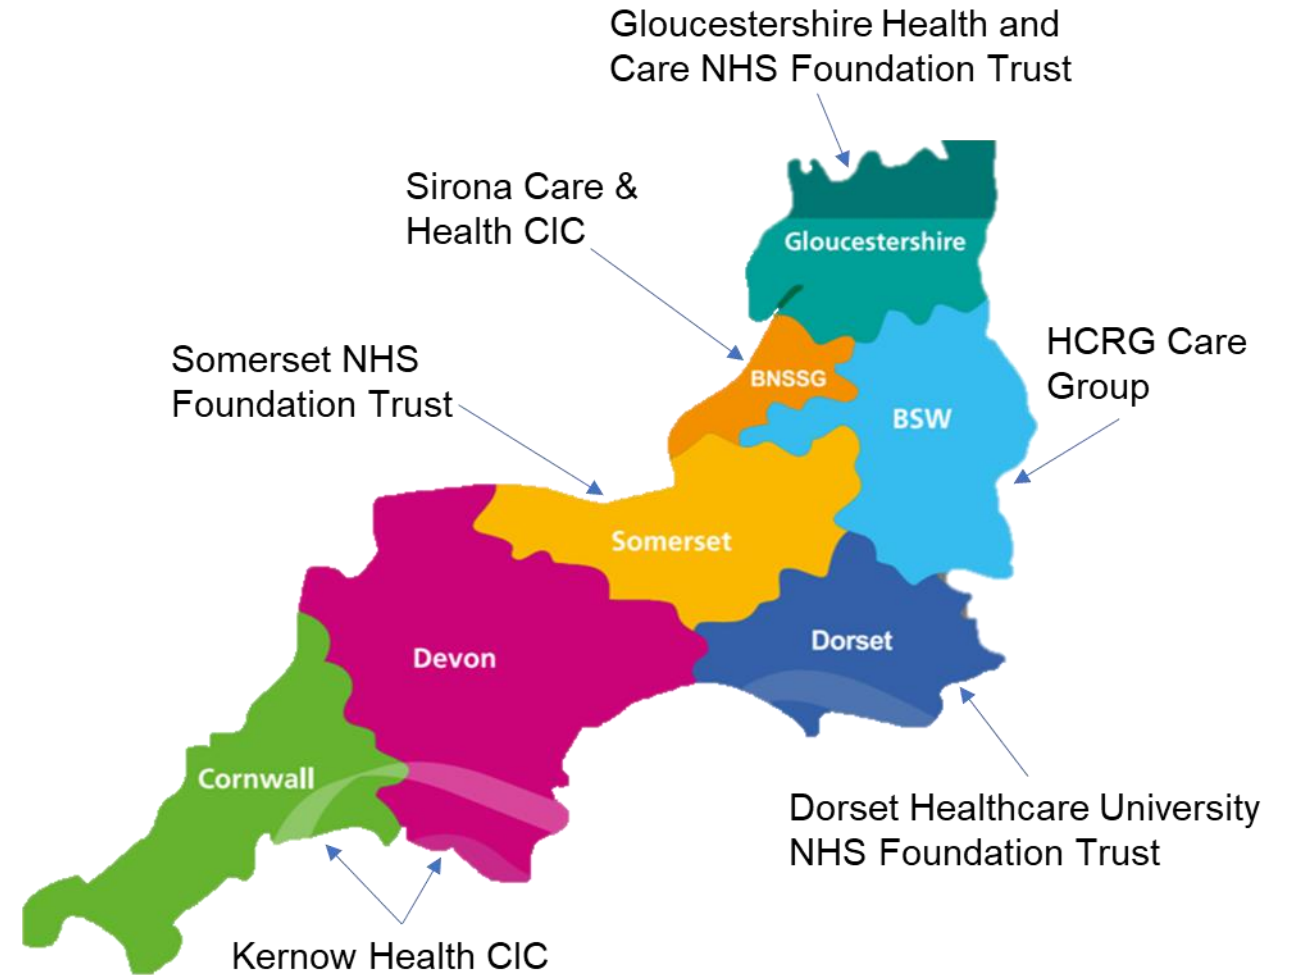 Gloucestershire Health and
Care NHS Foundation Trust
Sirona Care &
Health CIC
Gloucestershire
HCRG Care
Group
Somerset NHS
Foundation Trust
BNSSG
BSW
Somerset
Dorset
Devon
Cornwall
Dorset Healthcare University
NHS Foundation Trust
Kernow Health CIC